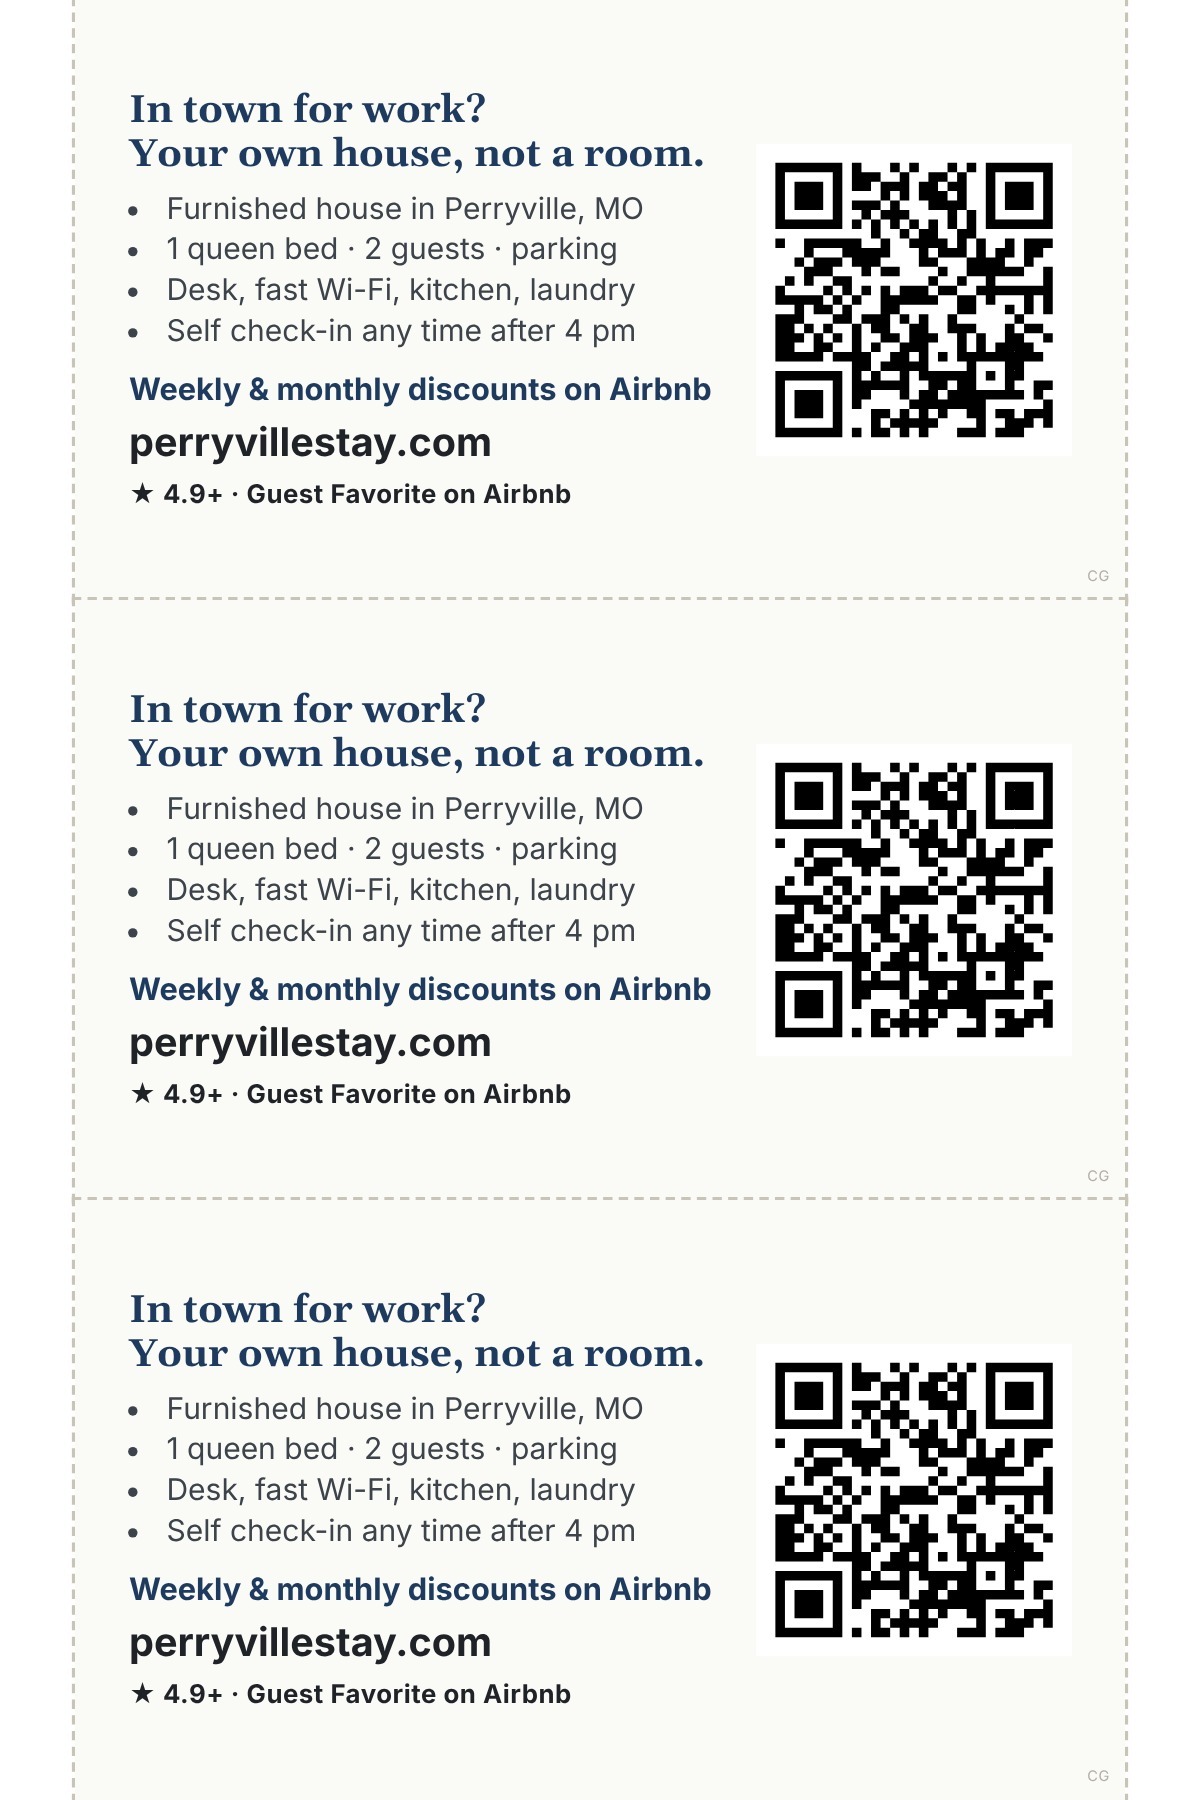 In town for work?
Your own house, not a room.
• Furnished house in Perryville, MO
• 1 queen bed · 2 guests · parking
• Desk, fast Wi-Fi, kitchen, laundry
• Self check-in any time after 4 pm
Weekly & monthly discounts on Airbnb
perryvillestay.com
★ 4.9+ · Guest Favorite on Airbnb
CG
In town for work?
Your own house, not a room.
• Furnished house in Perryville, MO
• 1 queen bed · 2 guests · parking
• Desk, fast Wi-Fi, kitchen, laundry
• Self check-in any time after 4 pm
Weekly & monthly discounts on Airbnb
perryvillestay.com
★ 4.9+ · Guest Favorite on Airbnb
CG
In town for work?
Your own house, not a room.
• Furnished house in Perryville, MO
• 1 queen bed · 2 guests · parking
• Desk, fast Wi-Fi, kitchen, laundry
• Self check-in any time after 4 pm
Weekly & monthly discounts on Airbnb
perryvillestay.com
★ 4.9+ · Guest Favorite on Airbnb
CG